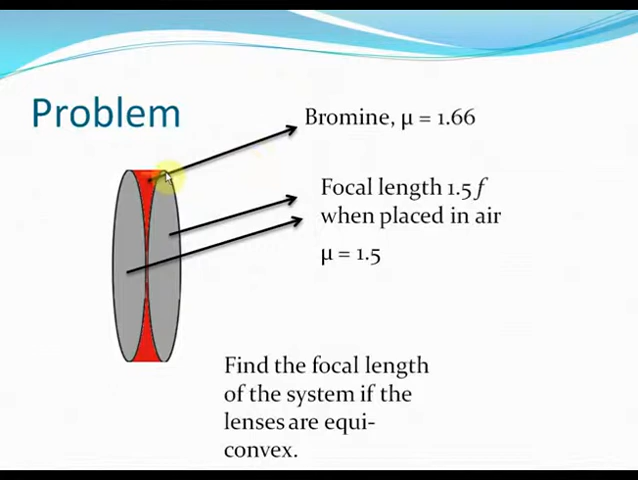 Problem
Bromine, μ = 1.66
Focal length 1.5 f
when placed in air
μ = 1.5
Find the focal length
of the system if the
lenses are equi-
convex.